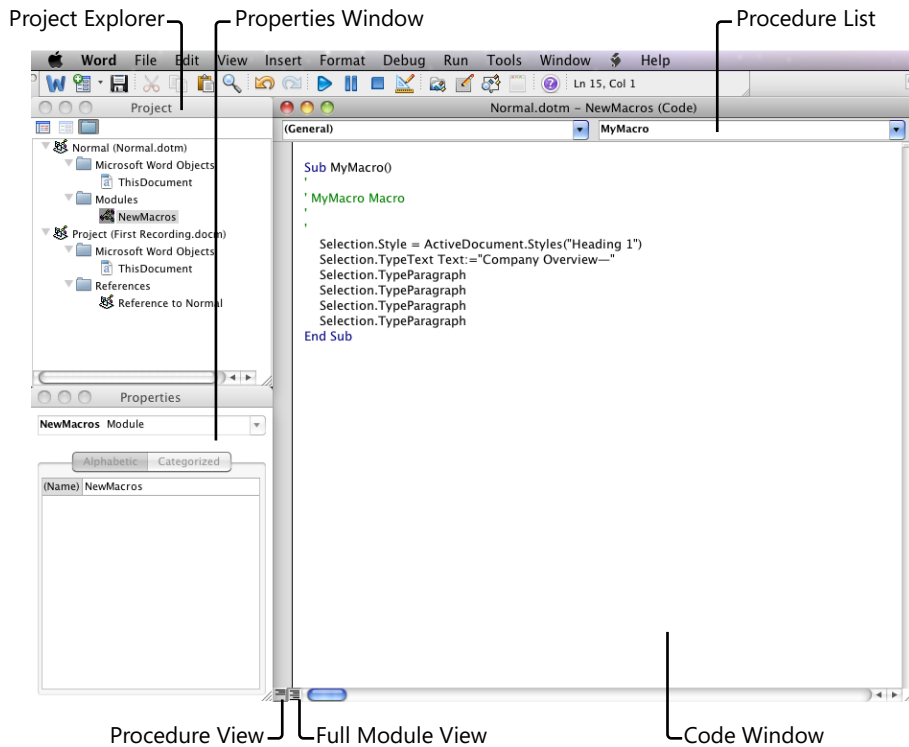 Project Explorer Properties Window Procedure List
Word File Edit View Insert Format Debug Run Tools Window Help
Ln 15, Col 1
Project
Normal.dotm – NewMacros (Code)
(General) MyMacro
Normal (Normal.dotm)
Microsoft Word Objects
ThisDocument
Modules
NewMacros
Project (First Recording.docm)
Microsoft Word Objects
ThisDocument
References
Reference to Normal
Sub MyMacro()
'
' MyMacro Macro
'
'
Selection.Style = ActiveDocument.Styles("Heading 1")
Selection.TypeText Text:="Company Overview—"
Selection.TypeParagraph
Selection.TypeParagraph
Selection.TypeParagraph
Selection.TypeParagraph
End Sub
Properties
NewMacros Module
Alphabetic Categorized
(Name) NewMacros
Procedure View Full Module View Code Window